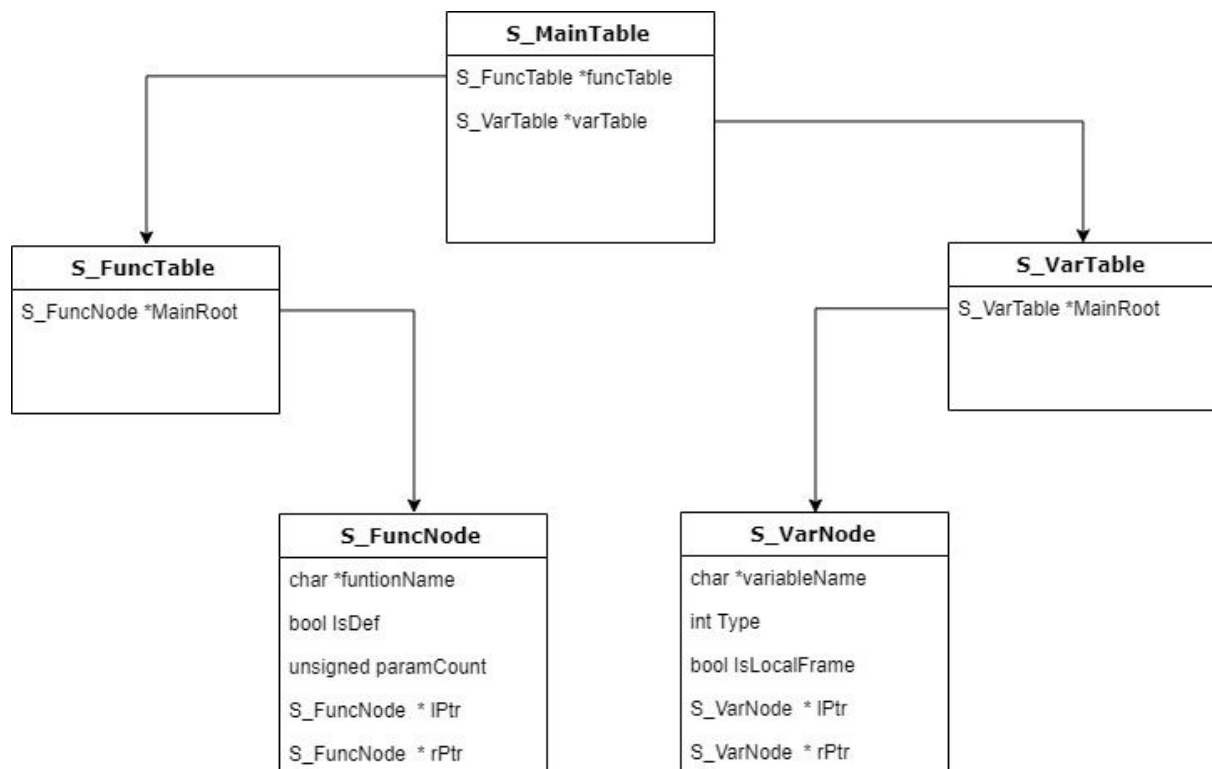 S_MainTable
S_FuncTable *funcTable
S_VarTable *varTable
S_FuncTable
S_FuncNode *MainRoot
S_VarTable
S_VarTable *MainRoot
S_FuncNode
char *funtionName
bool IsDef
unsigned paramCount
S_FuncNode * lPtr
S_FuncNode * rPtr
S_VarNode
char *variableName
int Type
bool IsLocalFrame
S_VarNode * lPtr
S_VarNode * rPtr